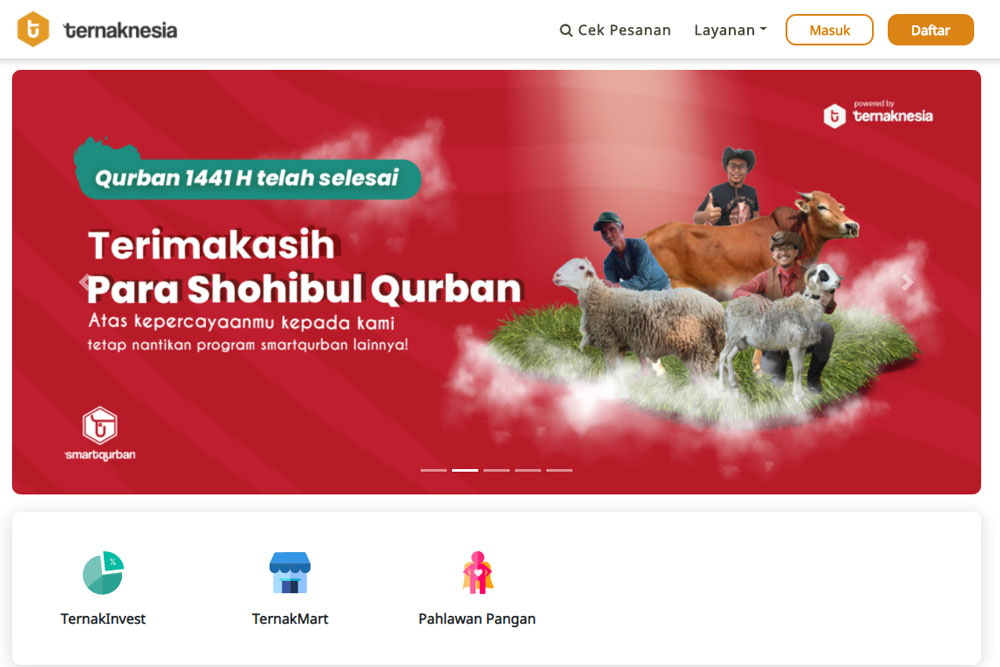 ternaknesia
Cek Pesanan
Layanan
Masuk
Daftar
powered by
ternaknesia
Qurban 1441 H telah selesai
Terimakasih
Para Shohibul Qurban
Atas kepercayaanmu kepada kami
tetap nantikan program smartqurban lainnya!
smartqurban
TernakInvest
TernakMart
Pahlawan Pangan